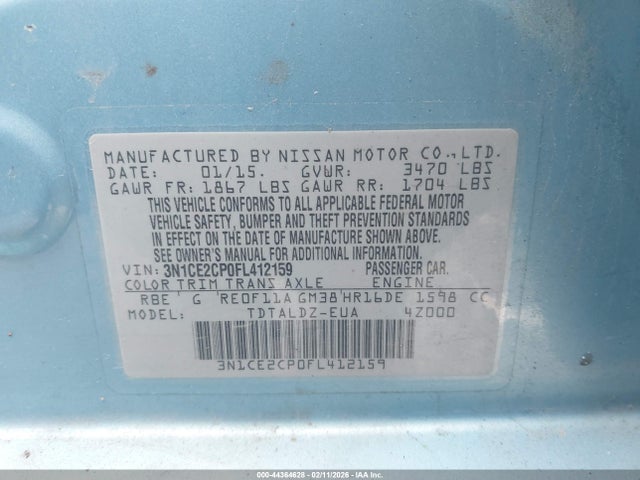 MANUFACTURED BY NISSAN MOTOR CO., LTD.
DATE: 01/15. GVWR: 3470 LBS
GAWR FR: 1867 LBS GAWR RR: 1704 LBS
THIS VEHICLE CONFORMS TO ALL APPLICABLE FEDERAL MOTOR
VEHICLE SAFETY, BUMPER AND THEFT PREVENTION STANDARDS
IN EFFECT ON THE DATE OF MANUFACTURE SHOWN ABOVE.
SEE OWNER'S MANUAL FOR ADDITIONAL INFORMATION.
VIN: 3N1CE2CP0FL412159 PASSENGER CAR.
COLOR TRIM TRANS AXLE ENGINE
RBE G RE0F11A GM38 HR16DE 1598 CC
MODEL: TDTALDZ-EUA 4Z000
3N1CE2CP0FL412159
000-44364628 - 02/11/2026 - IAA Inc.